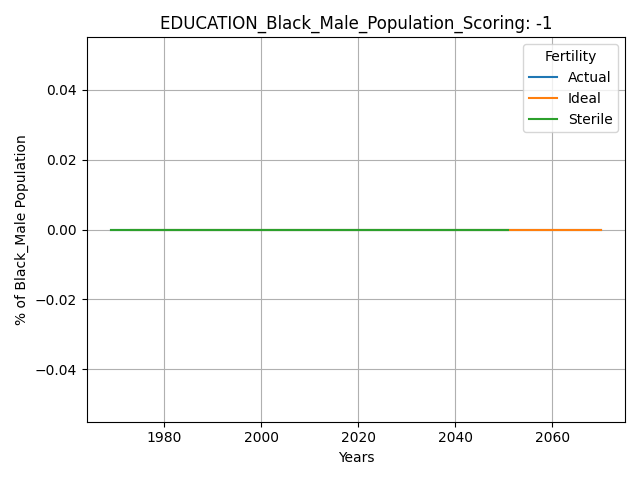 EDUCATION_Black_Male_Population_Scoring: -1
Fertility
Actual
Ideal
Sterile
% of Black_Male Population
0.04
0.02
0.00
−0.02
−0.04
1980 2000 2020 2040 2060
Years